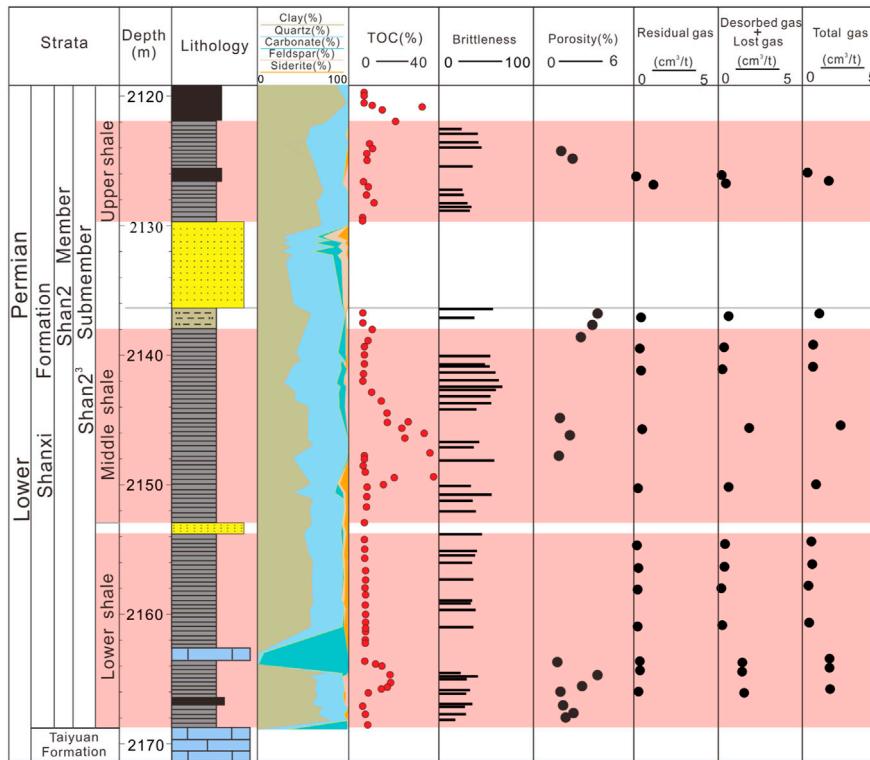 Strata
Depth
(m)
Lithology
Clay(%)
Quartz(%)
Carbonate(%)
Feldspar(%)
Siderite(%)
0 100
TOC(%)
0 40
Brittleness
0 100
Porosity(%)
0 6
Residual gas
(cm³/t)
0 5
Desorbed gas
+
Lost gas
(cm³/t)
0 5
Total gas
(cm³/t)
0 5
Lower Permian
Shanxi Formation
Shan2 Member
Shan2³ Submember
Upper shale
Middle shale
Lower shale
2120
2130
2140
2150
2160
2170
Taiyuan
Formation